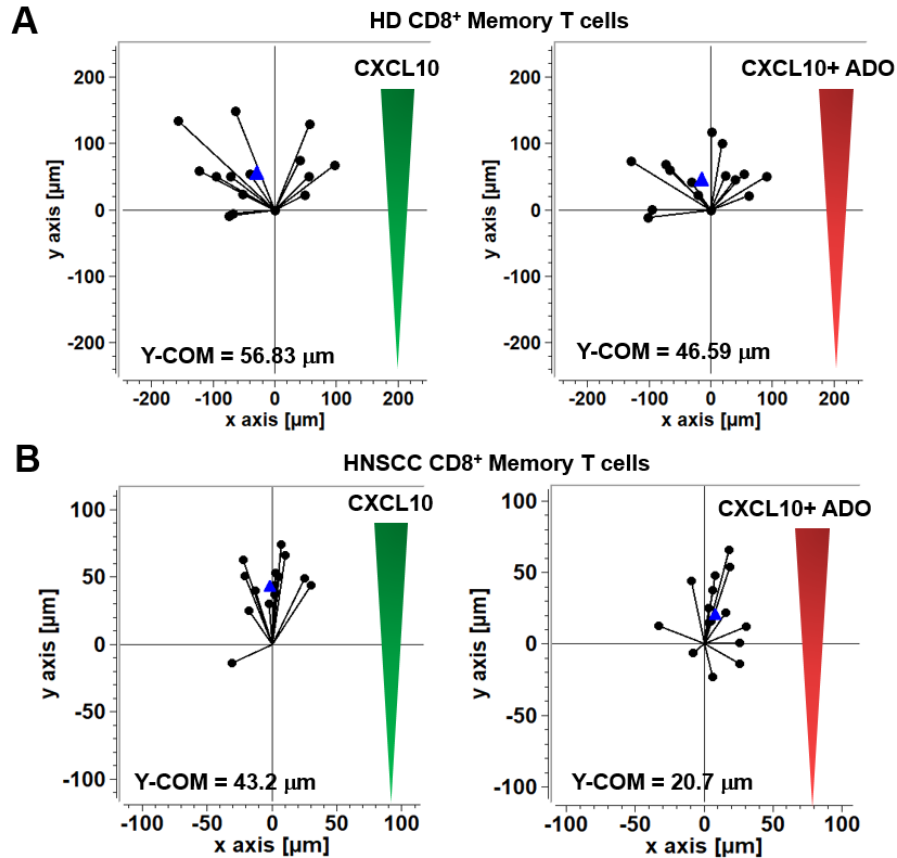 A
HD CD8+ Memory T cells
CXCL10
CXCL10+ ADO
200
100
0
-100
-200
y axis [µm]
Y-COM = 56.83 µm
-200 -100 0 100 200
x axis [µm]
200
100
0
-100
-200
y axis [µm]
Y-COM = 46.59 µm
-200 -100 0 100 200
x axis [µm]
B
HNSCC CD8+ Memory T cells
CXCL10
CXCL10+ ADO
100
50
0
-50
-100
y axis [µm]
Y-COM = 43.2 µm
-100 -50 0 50 100
x axis [µm]
100
50
0
-50
-100
y axis [µm]
Y-COM = 20.7 µm
-100 -50 0 50 100
x axis [µm]